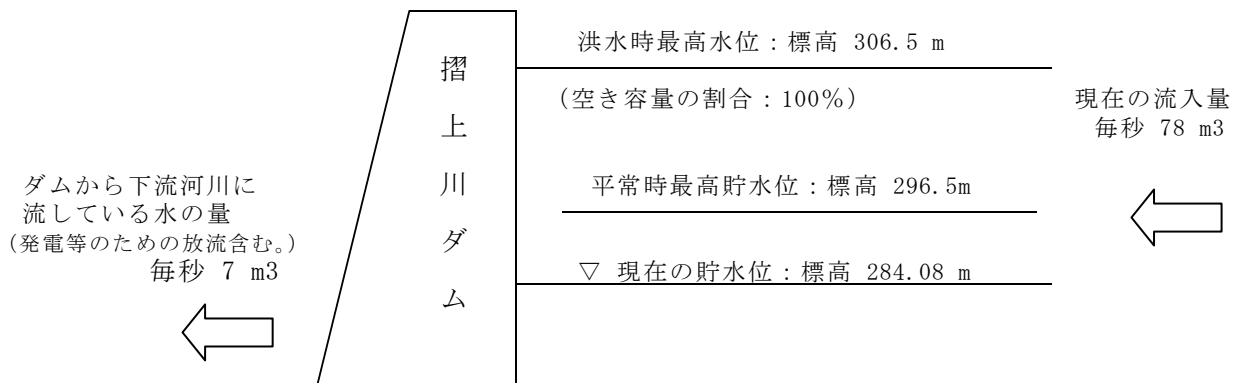 洪水時最高水位：標高 306.5 m
(空き容量の割合：100％)
現在の流入量
毎秒 78 m3
摺上川ダム
平常時最高貯水位：標高 296.5m
ダムから下流河川に
流している水の量
(発電等のための放流含む。)
毎秒 7 m3
▽ 現在の貯水位：標高 284.08 m